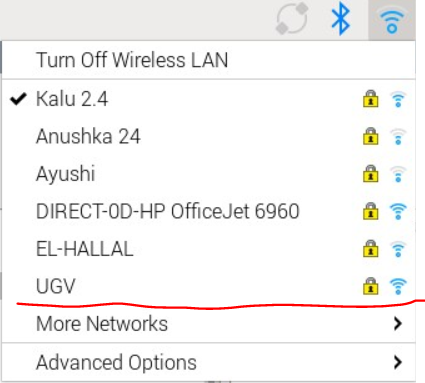 Turn Off Wireless LAN
Kalu 2.4
Anushka 24
Ayushi
DIRECT-0D-HP OfficeJet 6960
EL-HALLAL
UGV
More Networks
Advanced Options